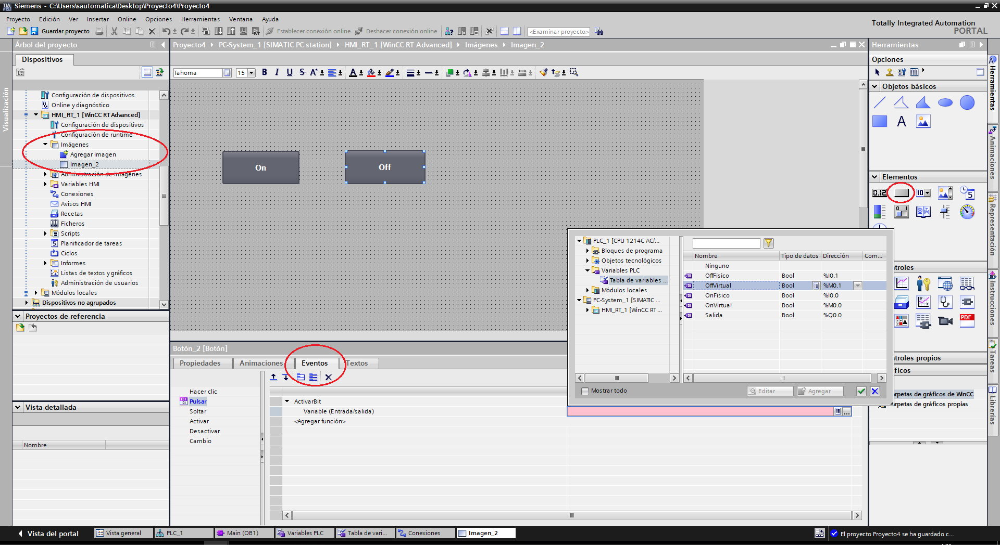 Siemens - C:\Users\sautomatica\Desktop\Proyecto4\Proyecto4
Proyecto Edición Ver Insertar Online Opciones Herramientas Ventana Ayuda
Guardar proyecto Establecer conexión online Deshacer conexión online <Examinar proyecto>
Totally Integrated Automation
PORTAL
Árbol del proyecto
Dispositivos
Visualización
Configuración de dispositivos
Online y diagnóstico
HMI_RT_1 [WinCC RT Advanced]
Configuración de dispositivos
Configuración de runtime
Imágenes
Agregar imagen
Imagen_2
Administración de imágenes
Variables HMI
Conexiones
Avisos HMI
Recetas
Ficheros
Scripts
Planificador de tareas
Ciclos
Informes
Listas de textos y gráficos
Administración de usuarios
Módulos locales
Dispositivos no agrupados
Proyectos de referencia
Vista detallada
Nombre
Proyecto4 PC-System_1 [SIMATIC PC station] HMI_RT_1 [WinCC RT Advanced] Imágenes Imagen_2
Tahoma 15 B I U S A
On
Off
Botón_2 [Botón]
Propiedades Animaciones Eventos Textos
Hacer clic
Pulsar
Soltar
Activar
Desactivar
Cambio
ActivarBit
Variable (Entrada/salida)
<Agregar función>
PLC_1 [CPU 1214C AC/...
Bloques de programa
Objetos tecnológicos
Variables PLC
Tabla de variables ...
Módulos locales
PC-System_1 [SIMATIC ...
HMI_RT_1 [WinCC RT ...
Nombre Tipo de datos Dirección Com...
Ninguno
OffFisico Bool %I0.1
OffVirtual Bool %M0.1
OnFisico Bool %I0.0
OnVirtual Bool %M0.0
Salida Bool %Q0.0
Mostrar todo Editar Agregar
Herramientas
Opciones
Objetos básicos
A
Elementos
0.12 10 5
troles
PDF
troles propios
ficos
arpetas de gráficos de WinCC
arpetas de gráficos propias
Herramientas
Animaciones
Representación
Instrucciones
Tareas
Librerías
Vista del portal Vista general PLC_1 Main (OB1) Variables PLC Tabla de vari... Conexiones Imagen_2 El proyecto Proyecto4 se ha guardado c...